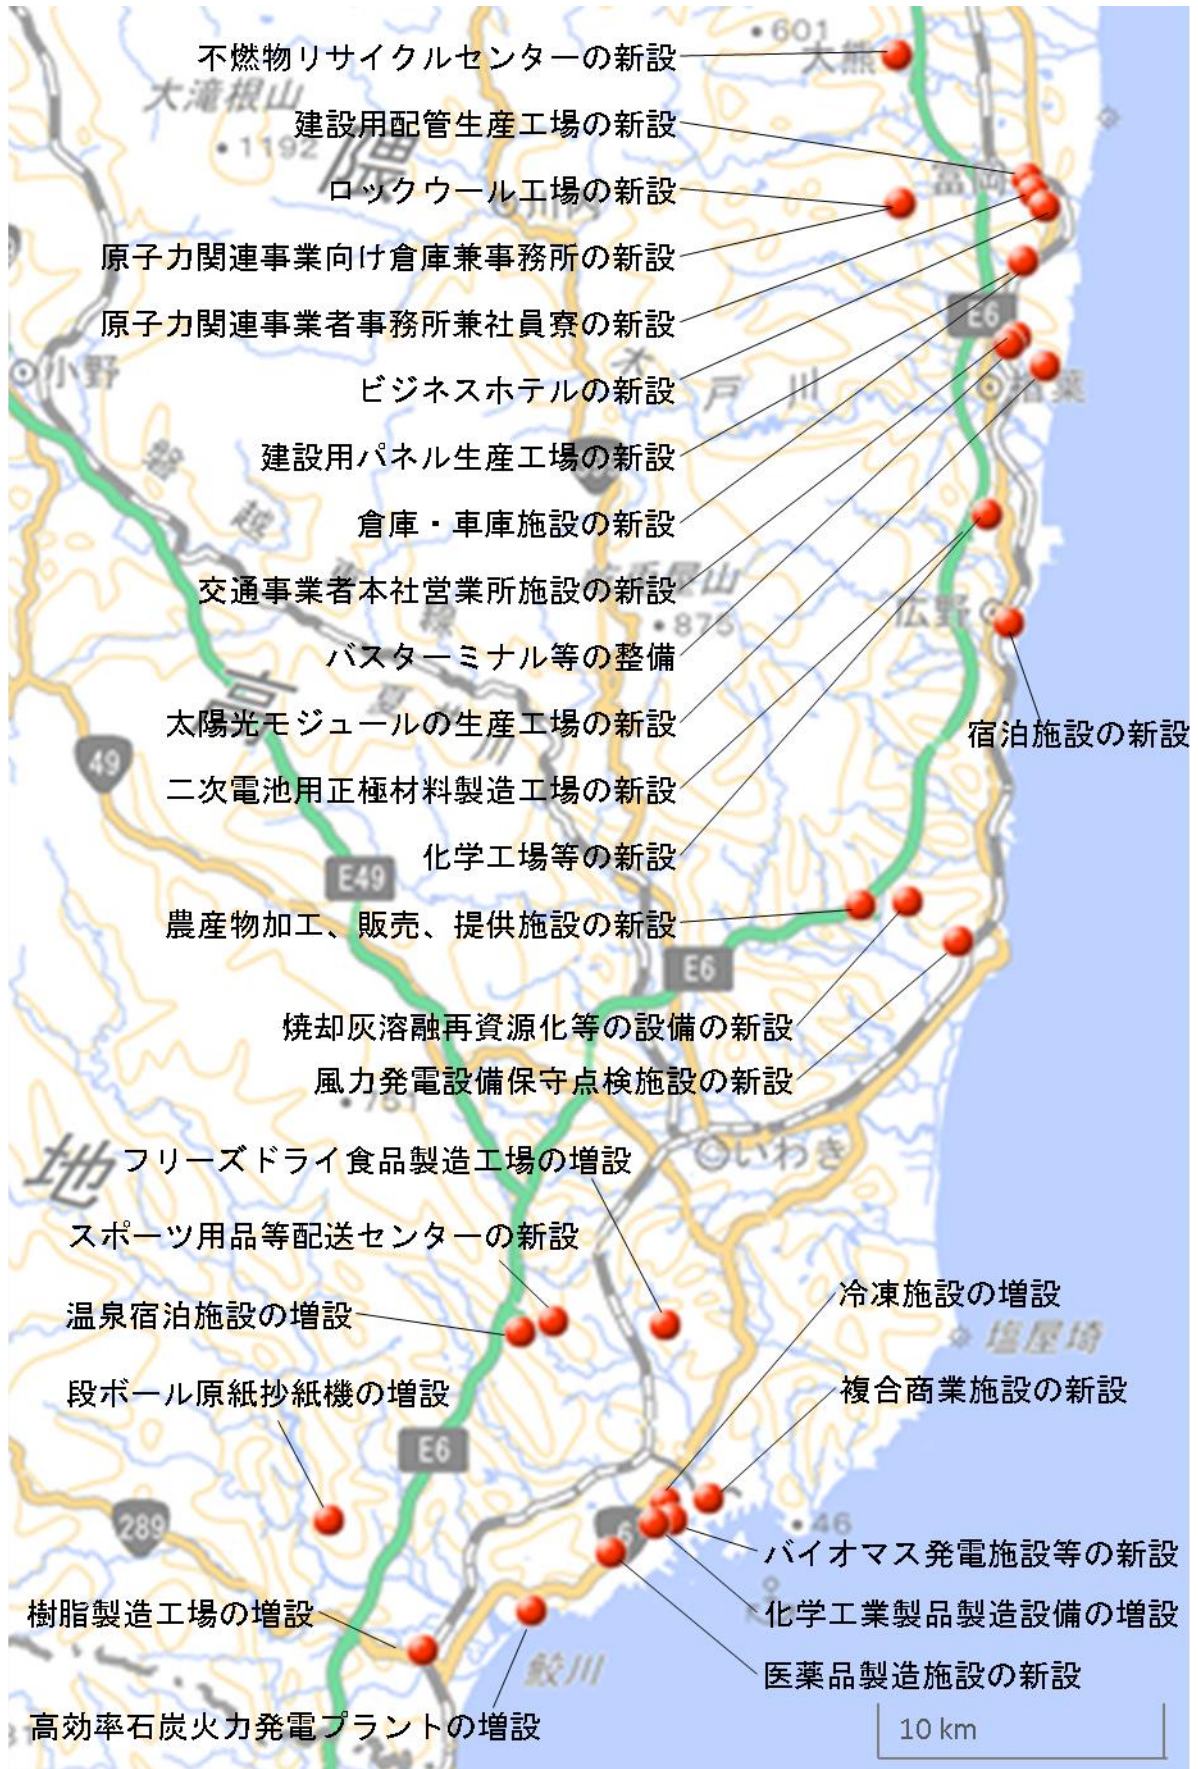 601
不燃物リサイクルセンターの新設
大熊
大滝根山
建設用配管生産工場の新設
1192
隈
富岡
ロックウール工場の新設
川内
原子力関連事業向け倉庫兼事務所の新設
原子力関連事業者事務所兼社員寮の新設
E6
小野
ビジネスホテルの新設
木戸川
楢葉
建設用パネル生産工場の新設
倉庫・車庫施設の新設
磐越東線
交通事業者本社営業所施設の新設
875
広野
バスターミナル等の整備
夏井川
高
太陽光モジュールの生産工場の新設
宿泊施設の新設
49
二次電池用正極材料製造工場の新設
化学工場等の新設
E49
農産物加工、販売、提供施設の新設
E6
焼却灰溶融再資源化等の設備の新設
風力発電設備保守点検施設の新設
地
フリーズドライ食品製造工場の増設
いわき
スポーツ用品等配送センターの新設
冷凍施設の増設
温泉宿泊施設の増設
塩屋埼
段ボール原紙抄紙機の増設
複合商業施設の新設
E6
289
6
46
バイオマス発電施設等の新設
樹脂製造工場の増設
化学工業製品製造設備の増設
鮫川
医薬品製造施設の新設
高効率石炭火力発電プラントの増設
10 km